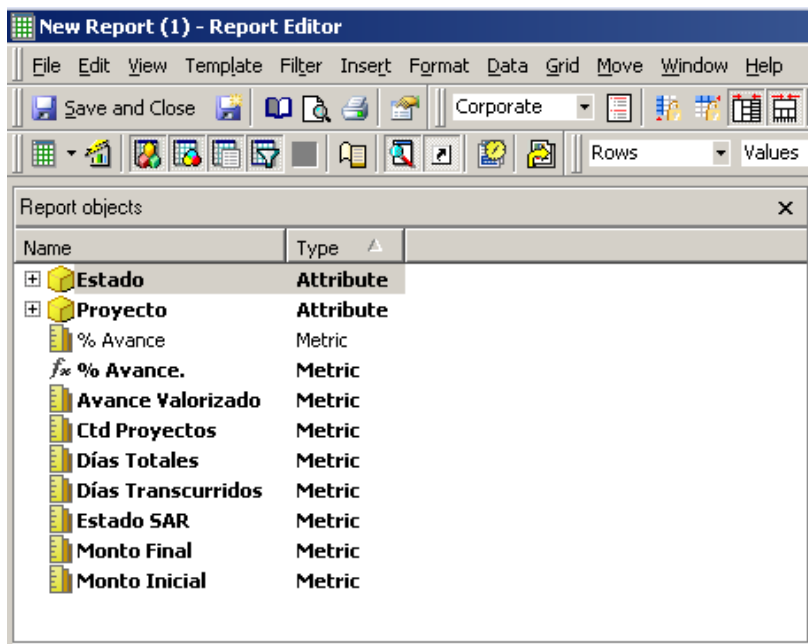 New Report (1) - Report Editor
File Edit View Template Filter Insert Format Data Grid Move Window Help
Save and Close Corporate
Rows Values
Report objects
Name Type
Estado Attribute
Proyecto Attribute
% Avance Metric
fx % Avance. Metric
Avance Valorizado Metric
Ctd Proyectos Metric
Días Totales Metric
Días Transcurridos Metric
Estado SAR Metric
Monto Final Metric
Monto Inicial Metric